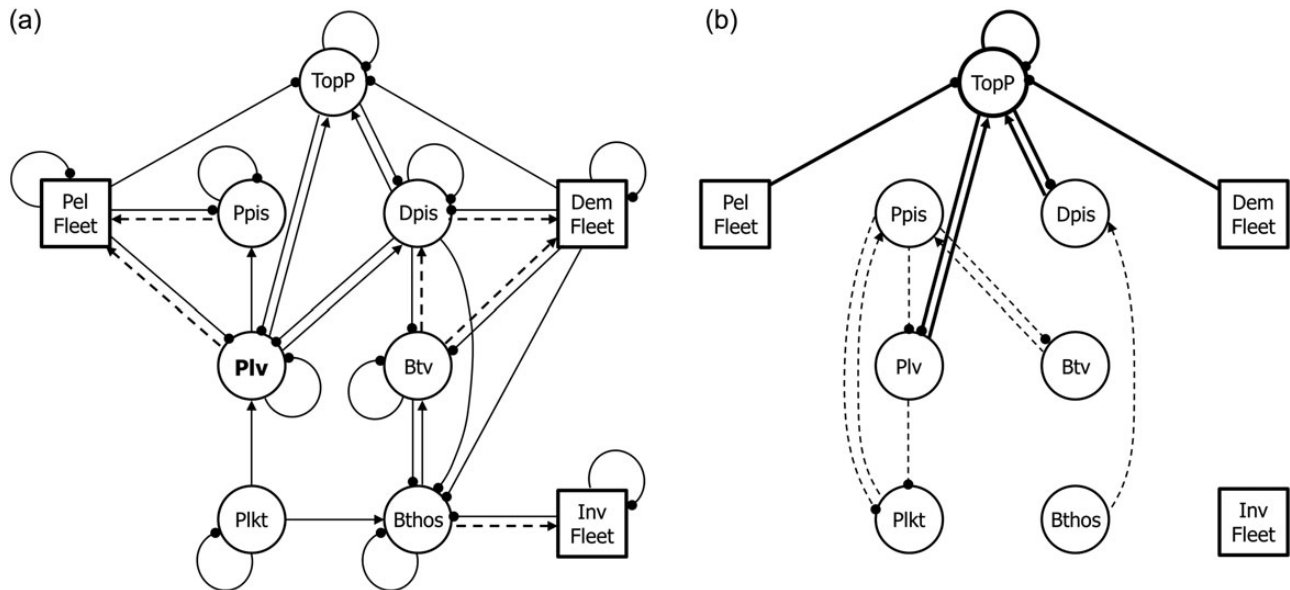 (a)
TopP
Pel
Fleet
Ppis
Dpis
Dem
Fleet
Plv
Btv
Plkt
Bthos
Inv
Fleet
(b)
TopP
Pel
Fleet
Ppis
Dpis
Dem
Fleet
Plv
Btv
Plkt
Bthos
Inv
Fleet